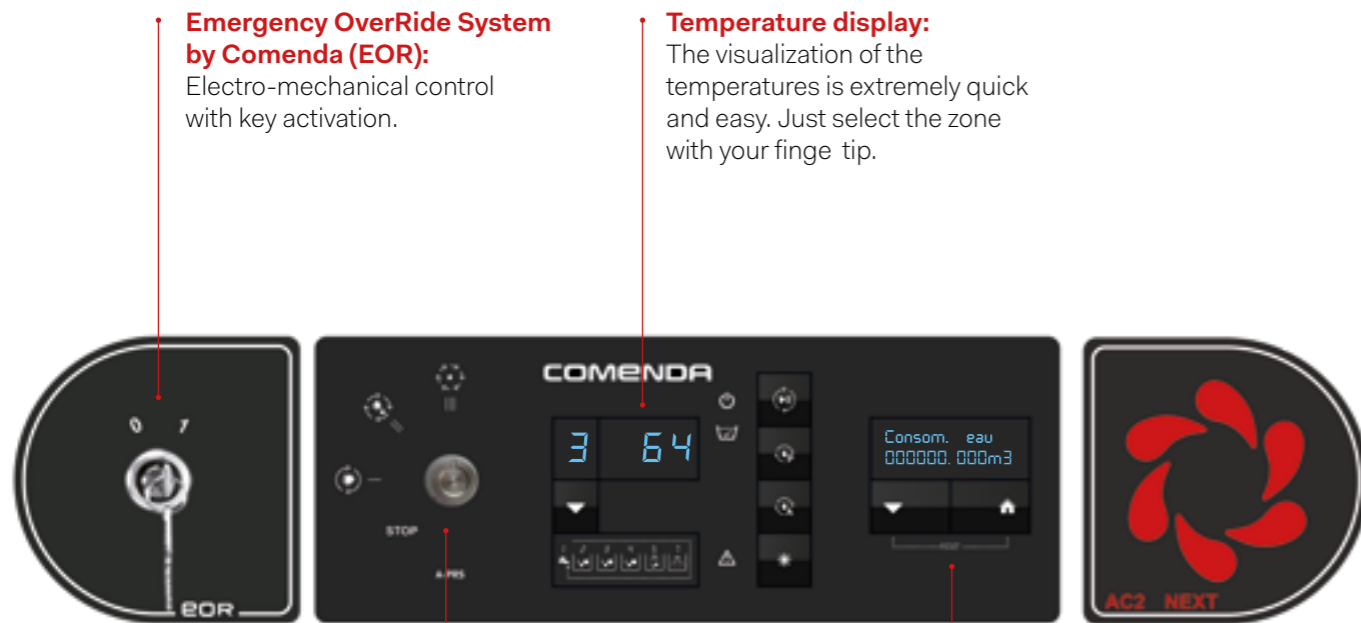 Emergency OverRide System
by Comenda (EOR):
Electro-mechanical control
with key activation.
Temperature display:
The visualization of the
temperatures is extremely quick
and easy. Just select the zone
with your finge tip.
0 1
STOP
A-PRS
COMENDA
3 64
Consom. eau
000000.000m3
EOR
AC2 NEXT